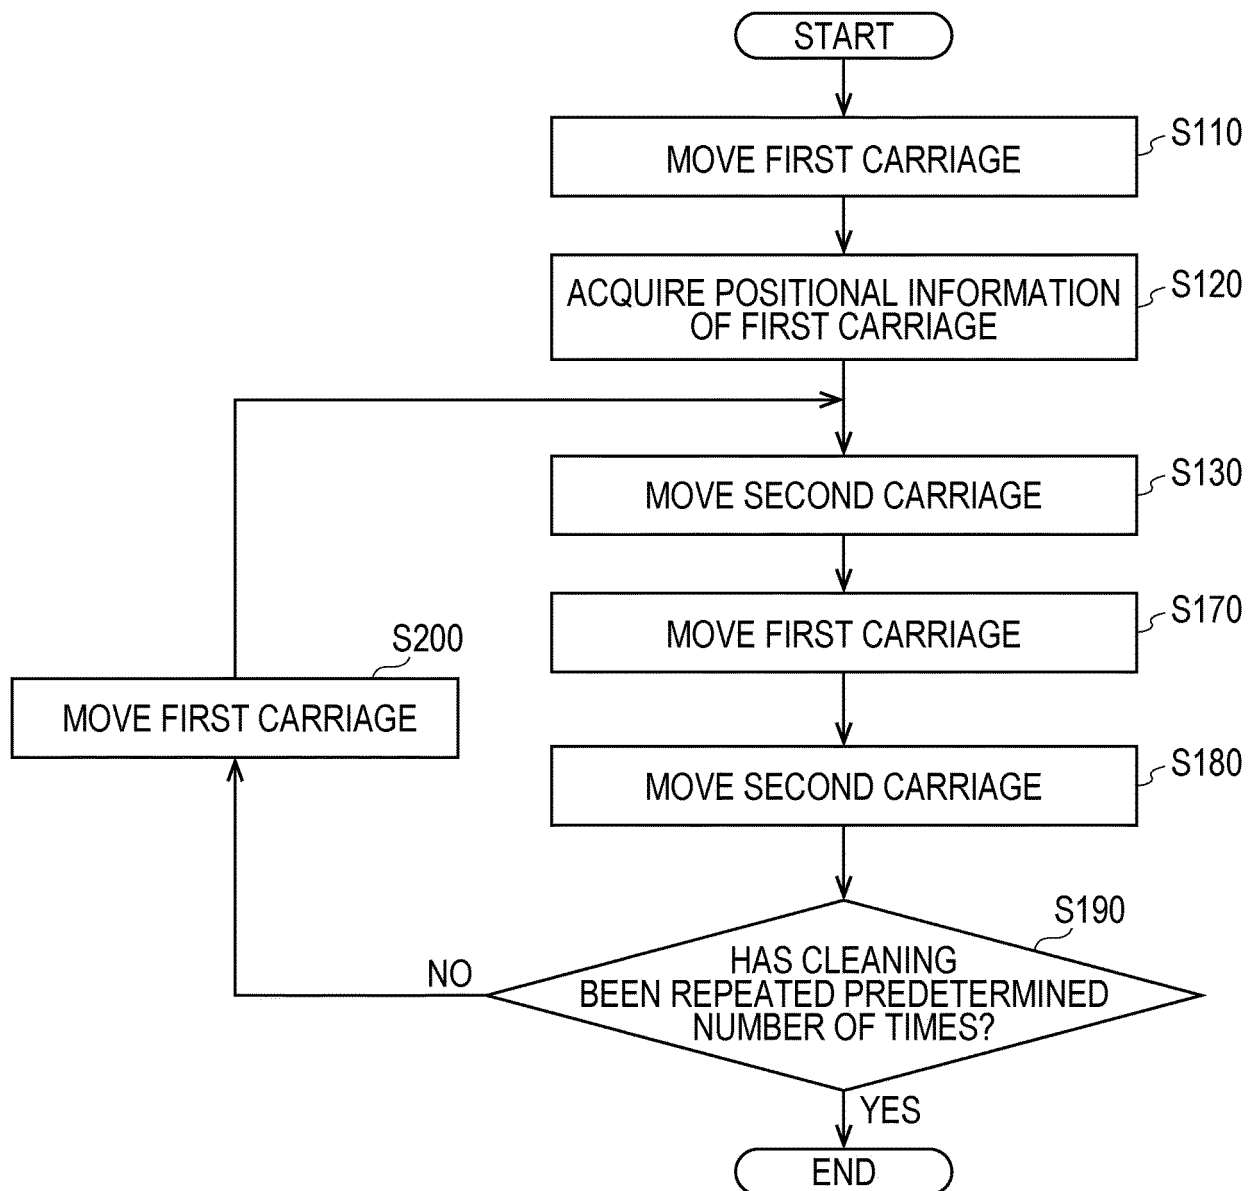 START
MOVE FIRST CARRIAGE
S110
ACQUIRE POSITIONAL INFORMATION
OF FIRST CARRIAGE
S120
MOVE SECOND CARRIAGE
S130
MOVE FIRST CARRIAGE
S170
S200
MOVE FIRST CARRIAGE
MOVE SECOND CARRIAGE
S180
S190
HAS CLEANING
BEEN REPEATED PREDETERMINED
NUMBER OF TIMES?
NO
YES
END